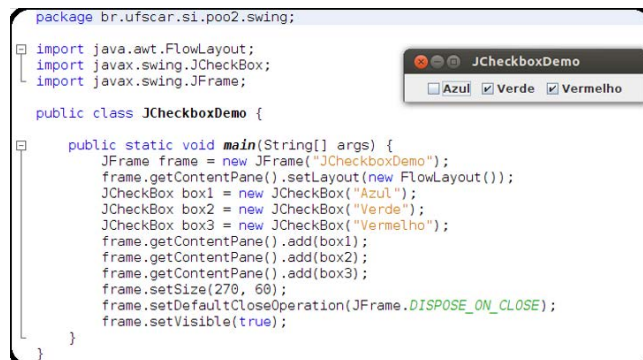 package br.ufscar.si.poo2.swing;
import java.awt.FlowLayout;
import javax.swing.JCheckBox;
import javax.swing.JFrame;
public class JCheckboxDemo {
public static void main(String[] args) {
JFrame frame = new JFrame("JCheckboxDemo");
frame.getContentPane().setLayout(new FlowLayout());
JCheckBox box1 = new JCheckBox("Azul");
JCheckBox box2 = new JCheckBox("Verde");
JCheckBox box3 = new JCheckBox("Vermelho");
frame.getContentPane().add(box1);
frame.getContentPane().add(box2);
frame.getContentPane().add(box3);
frame.setSize(270, 60);
frame.setDefaultCloseOperation(JFrame.DISPOSE_ON_CLOSE);
frame.setVisible(true);
}
}
JCheckboxDemo
Azul Verde Vermelho